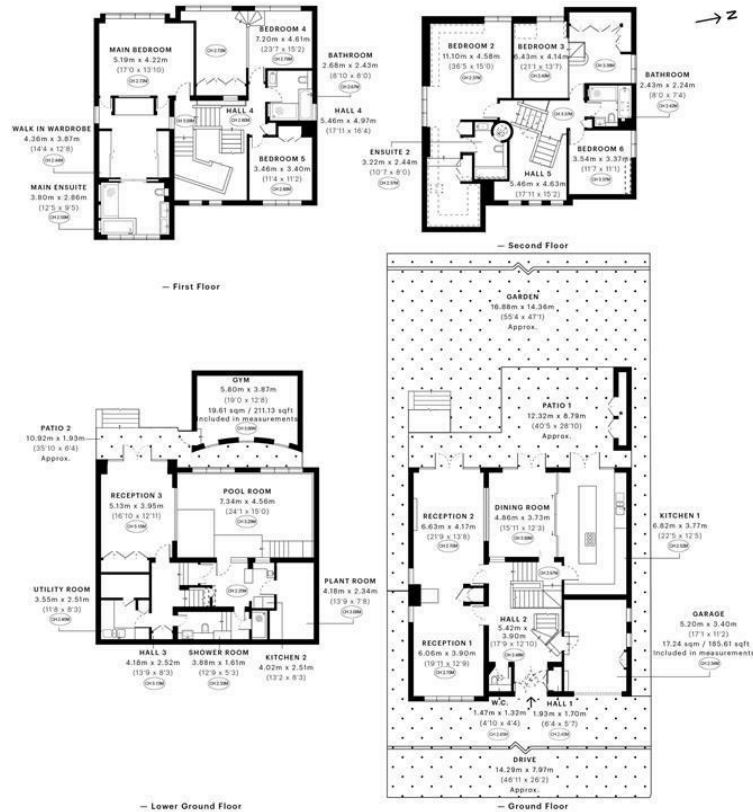 MAIN BEDROOM
5.19m x 4.22m
(17'0 x 13'10)
CH 2.72M
CH 2.72M
BEDROOM 4
7.20m x 4.61m
(23'7 x 15'2)
CH 2.70M
BATHROOM
2.68m x 2.43m
(8'10 x 8'0)
CH 2.67M
HALL 4
CH 2.80M
HALL 4
5.46m x 4.97m
(17'11 x 16'4)
WALK IN WARDROBE
4.36m x 3.87m
(14'4 x 12'8)
BEDROOM 5
3.46m x 3.40m
(11'4 x 11'2)
MAIN ENSUITE
3.80m x 2.86m
(12'5 x 9'5)
— First Floor
Z
BEDROOM 2
11.10m x 4.58m
(36'5 x 15'0)
BEDROOM 3
6.43m x 4.14m
(21'1 x 13'7)
BATHROOM
2.43m x 2.24m
(8'0 x 7'4)
ENSUITE 2
3.22m x 2.44m
(10'7 x 8'0)
BEDROOM 6
3.54m x 3.37m
(11'7 x 11'1)
HALL 5
5.46m x 4.63m
(17'11 x 15'2)
— Second Floor
GYM
5.80m x 3.87m
(19'0 x 12'8)
19.61 sqm / 211.13 sqft
Included in measurements
PATIO 2
10.92m x 1.93m
(35'10 x 6'4)
Approx.
RECEPTION 3
5.13m x 3.95m
(16'10 x 12'11)
POOL ROOM
7.34m x 4.56m
(24'1 x 15'0)
UTILITY ROOM
3.55m x 2.51m
(11'8 x 8'3)
PLANT ROOM
4.18m x 2.34m
(13'9 x 7'8)
HALL 3
4.18m x 2.52m
(13'9 x 8'3)
SHOWER ROOM
3.88m x 1.61m
(12'9 x 5'3)
KITCHEN 2
4.02m x 2.51m
(13'2 x 8'3)
— Lower Ground Floor
GARDEN
16.88m x 14.36m
(55'4 x 47'1)
Approx.
PATIO 1
12.32m x 8.79m
(40'5 x 28'10)
Approx.
RECEPTION 2
6.63m x 4.17m
(21'9 x 13'8)
DINING ROOM
4.86m x 3.73m
(15'11 x 12'3)
KITCHEN 1
6.82m x 3.77m
(22'5 x 12'5)
HALL 2
5.42m x
3.90m
(17'9 x 12'10)
RECEPTION 1
6.06m x 3.90m
(19'11 x 12'9)
GARAGE
5.20m x 3.40m
(17'1 x 11'2)
17.24 sqm / 185.61 sqft
Included in measurements
W.C.
1.47m x 1.32m
(4'10 x 4'4)
HALL 1
1.93m x 1.70m
(6'4 x 5'7)
DRIVE
14.29m x 7.97m
(46'11 x 26'2)
Approx.
— Ground Floor